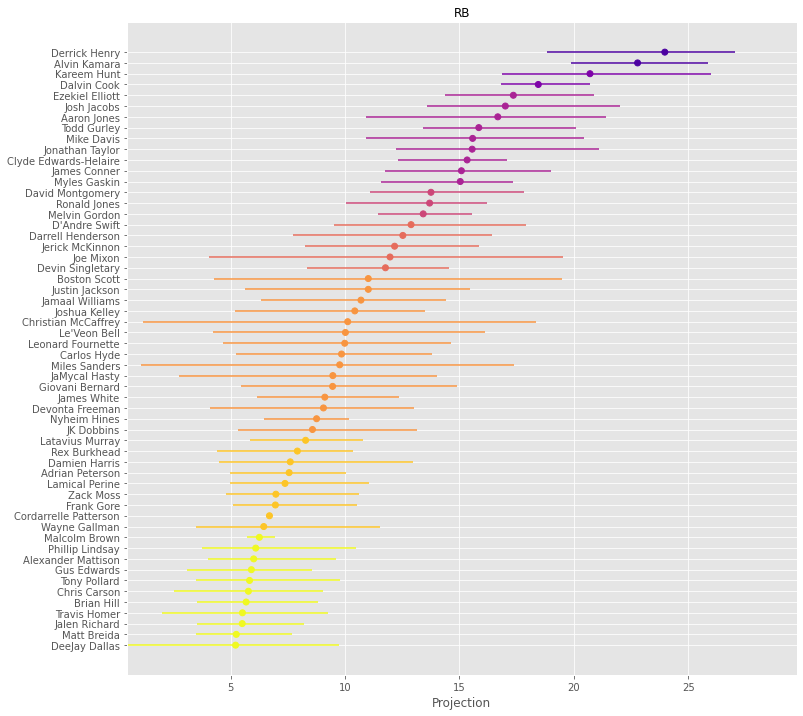 RB
Derrick Henry
Alvin Kamara
Kareem Hunt
Dalvin Cook
Ezekiel Elliott
Josh Jacobs
Aaron Jones
Todd Gurley
Mike Davis
Jonathan Taylor
Clyde Edwards-Helaire
James Conner
Myles Gaskin
David Montgomery
Ronald Jones
Melvin Gordon
D'Andre Swift
Darrell Henderson
Jerick McKinnon
Joe Mixon
Devin Singletary
Boston Scott
Justin Jackson
Jamaal Williams
Joshua Kelley
Christian McCaffrey
Le'Veon Bell
Leonard Fournette
Carlos Hyde
Miles Sanders
JaMycal Hasty
Giovani Bernard
James White
Devonta Freeman
Nyheim Hines
JK Dobbins
Latavius Murray
Rex Burkhead
Damien Harris
Adrian Peterson
Lamical Perine
Zack Moss
Frank Gore
Cordarrelle Patterson
Wayne Gallman
Malcolm Brown
Phillip Lindsay
Alexander Mattison
Gus Edwards
Tony Pollard
Chris Carson
Brian Hill
Travis Homer
Jalen Richard
Matt Breida
DeeJay Dallas
5 10 15 20 25
Projection